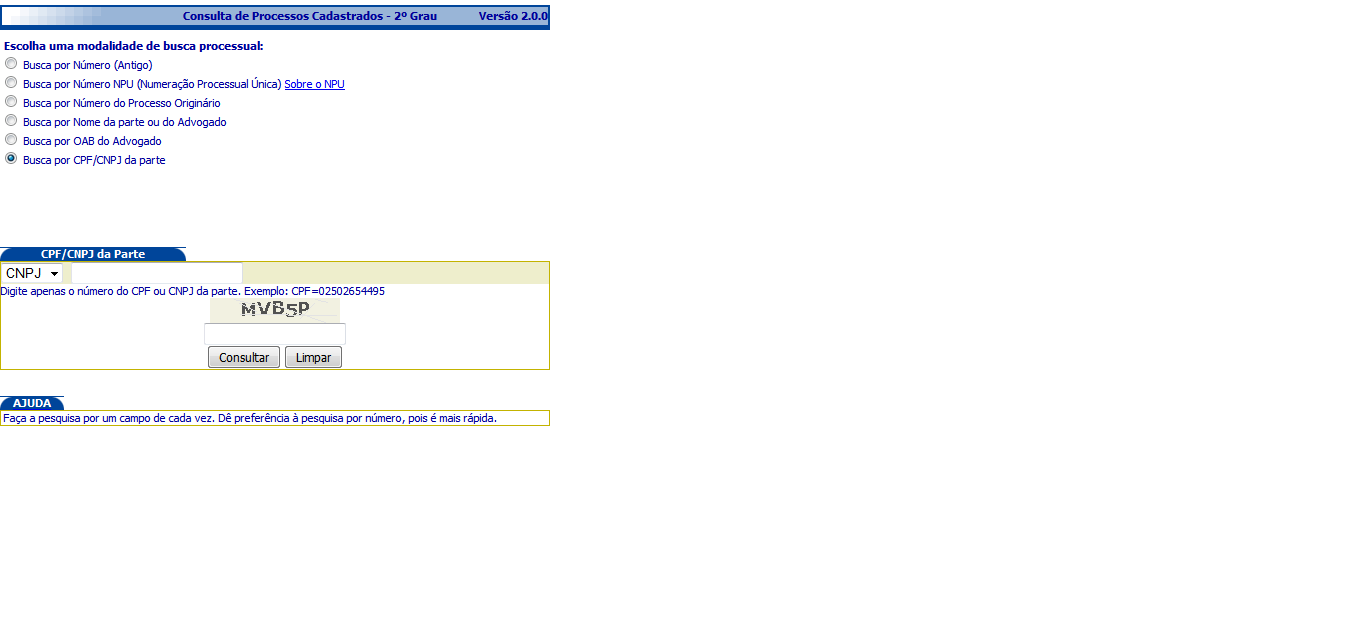 Consulta de Processos Cadastrados - 2º Grau Versão 2.0.0
Escolha uma modalidade de busca processual:
Busca por Número (Antigo)
Busca por Número NPU (Numeração Processual Única) Sobre o NPU
Busca por Número do Processo Originário
Busca por Nome da parte ou do Advogado
Busca por OAB do Advogado
Busca por CPF/CNPJ da parte
CPF/CNPJ da Parte
CNPJ
Digite apenas o número do CPF ou CNPJ da parte. Exemplo: CPF=02502654495
MVB5P
Consultar Limpar
AJUDA
Faça a pesquisa por um campo de cada vez. Dê preferência à pesquisa por número, pois é mais rápida.